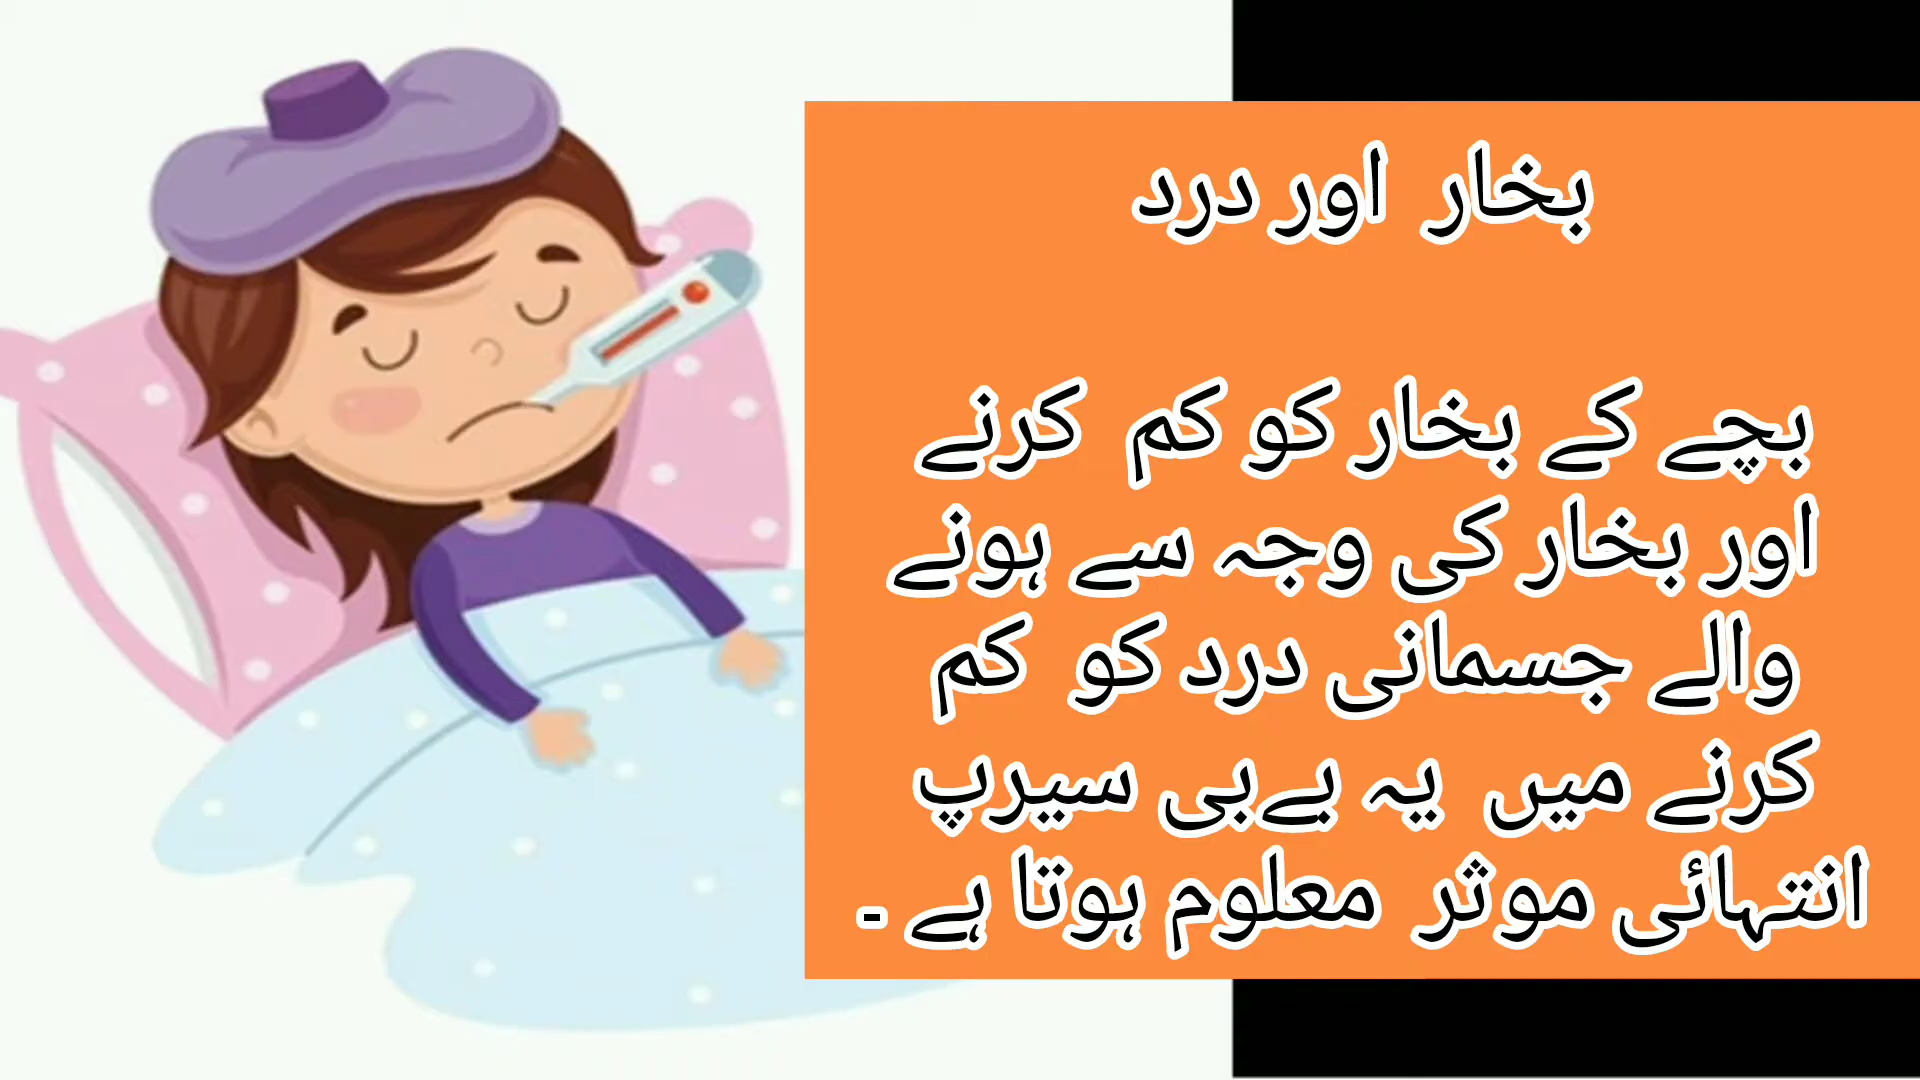 بخار اور درد
بچے کے بخار کو کم کرنے
اور بخار کی وجہ سے ہونے
والے جسمانی درد کو کم
کرنے میں یہ بےبی سیرپ
انتہائی موثر معلوم ہوتا ہے ۔